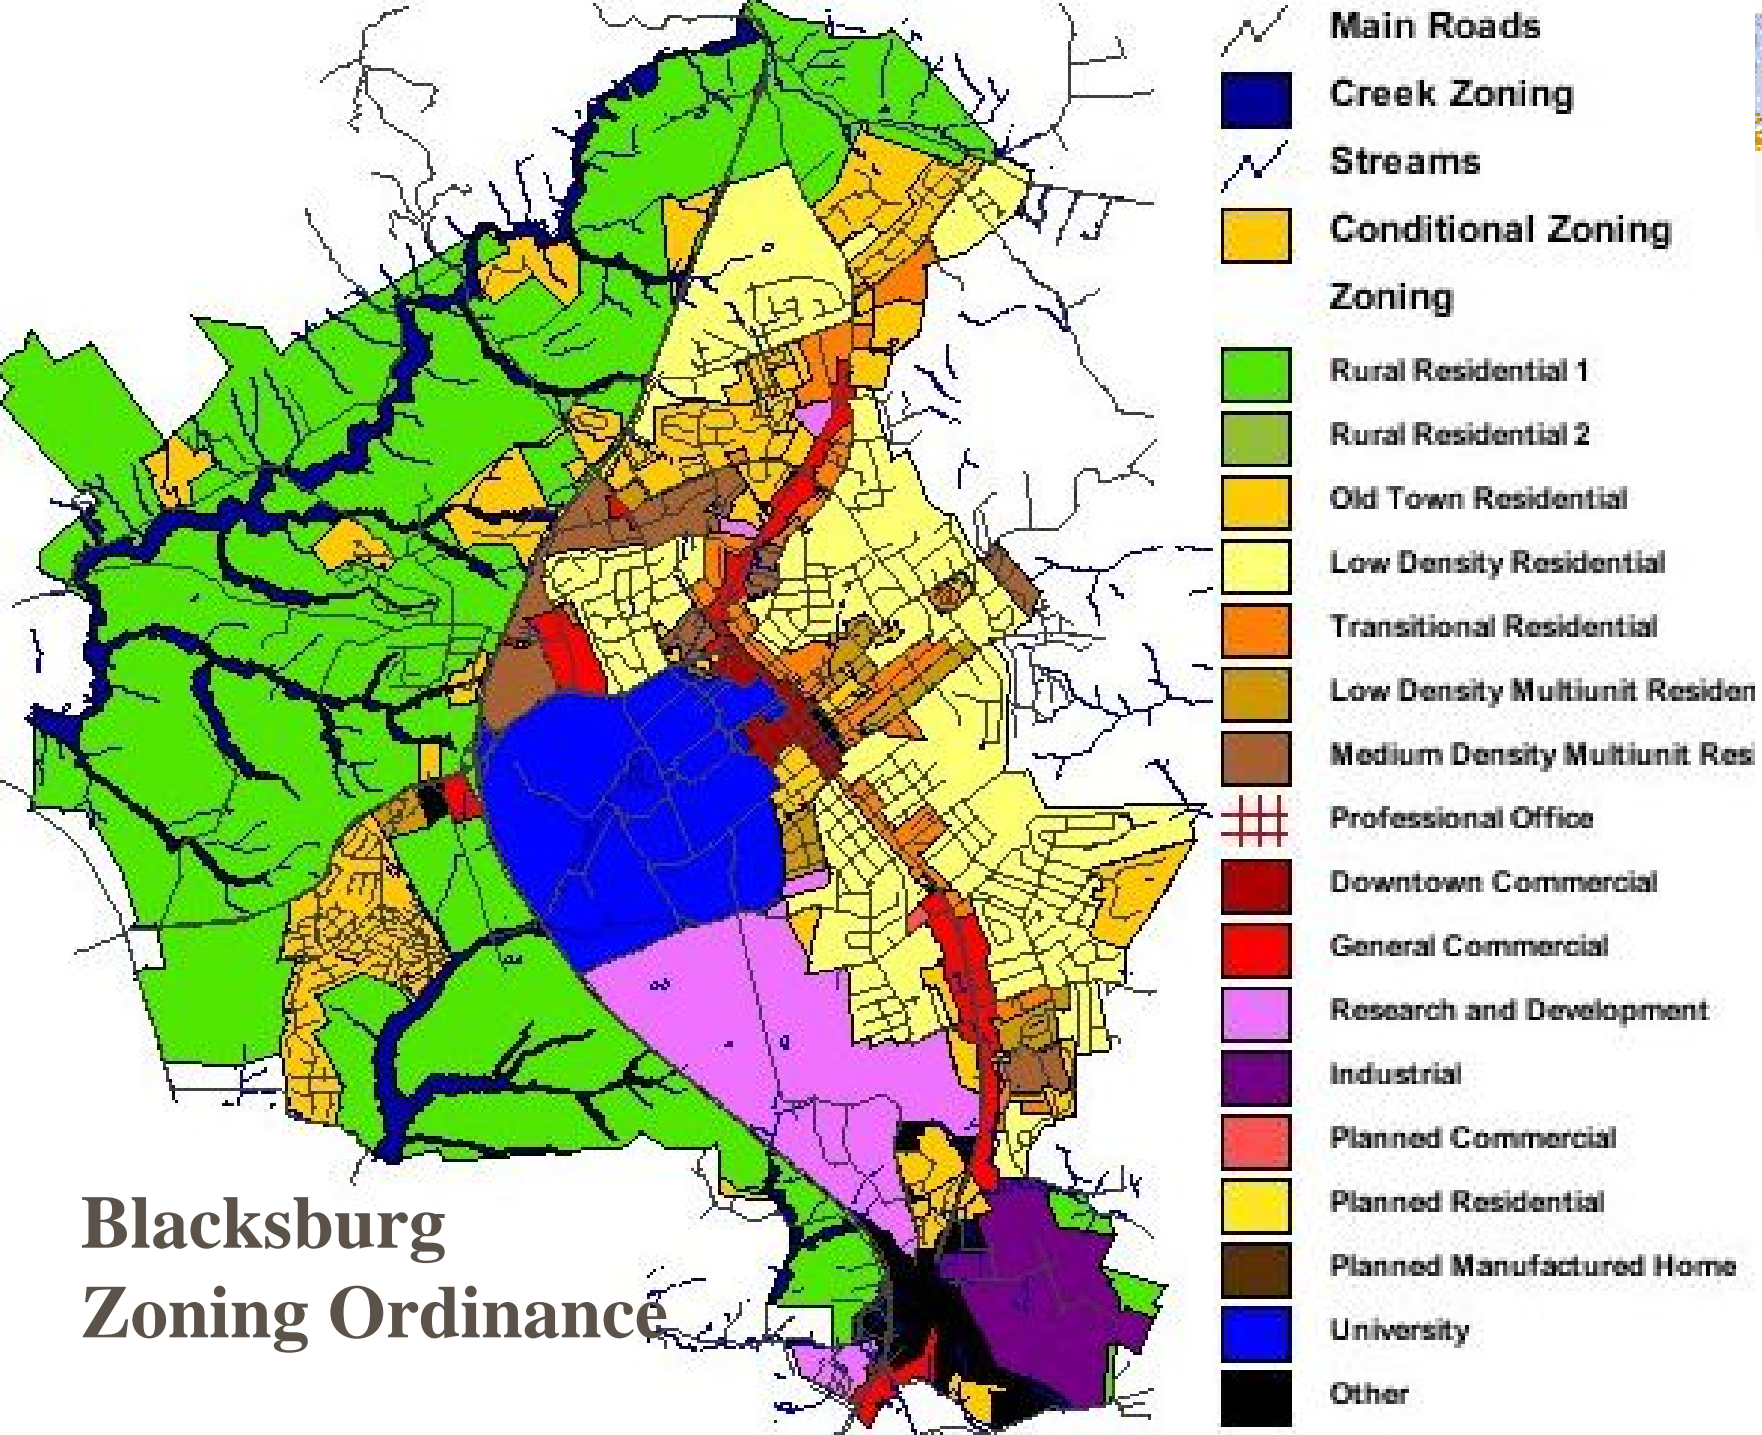 Main Roads
Creek Zoning
Streams
Conditional Zoning
Zoning
Rural Residential 1
Rural Residential 2
Old Town Residential
Low Density Residential
Transitional Residential
Low Density Multiunit Residen
Medium Density Multiunit Resi
Professional Office
Downtown Commercial
General Commercial
Research and Development
Industrial
Planned Commercial
Planned Residential
Planned Manufactured Home
University
Other
Blacksburg
Zoning Ordinance